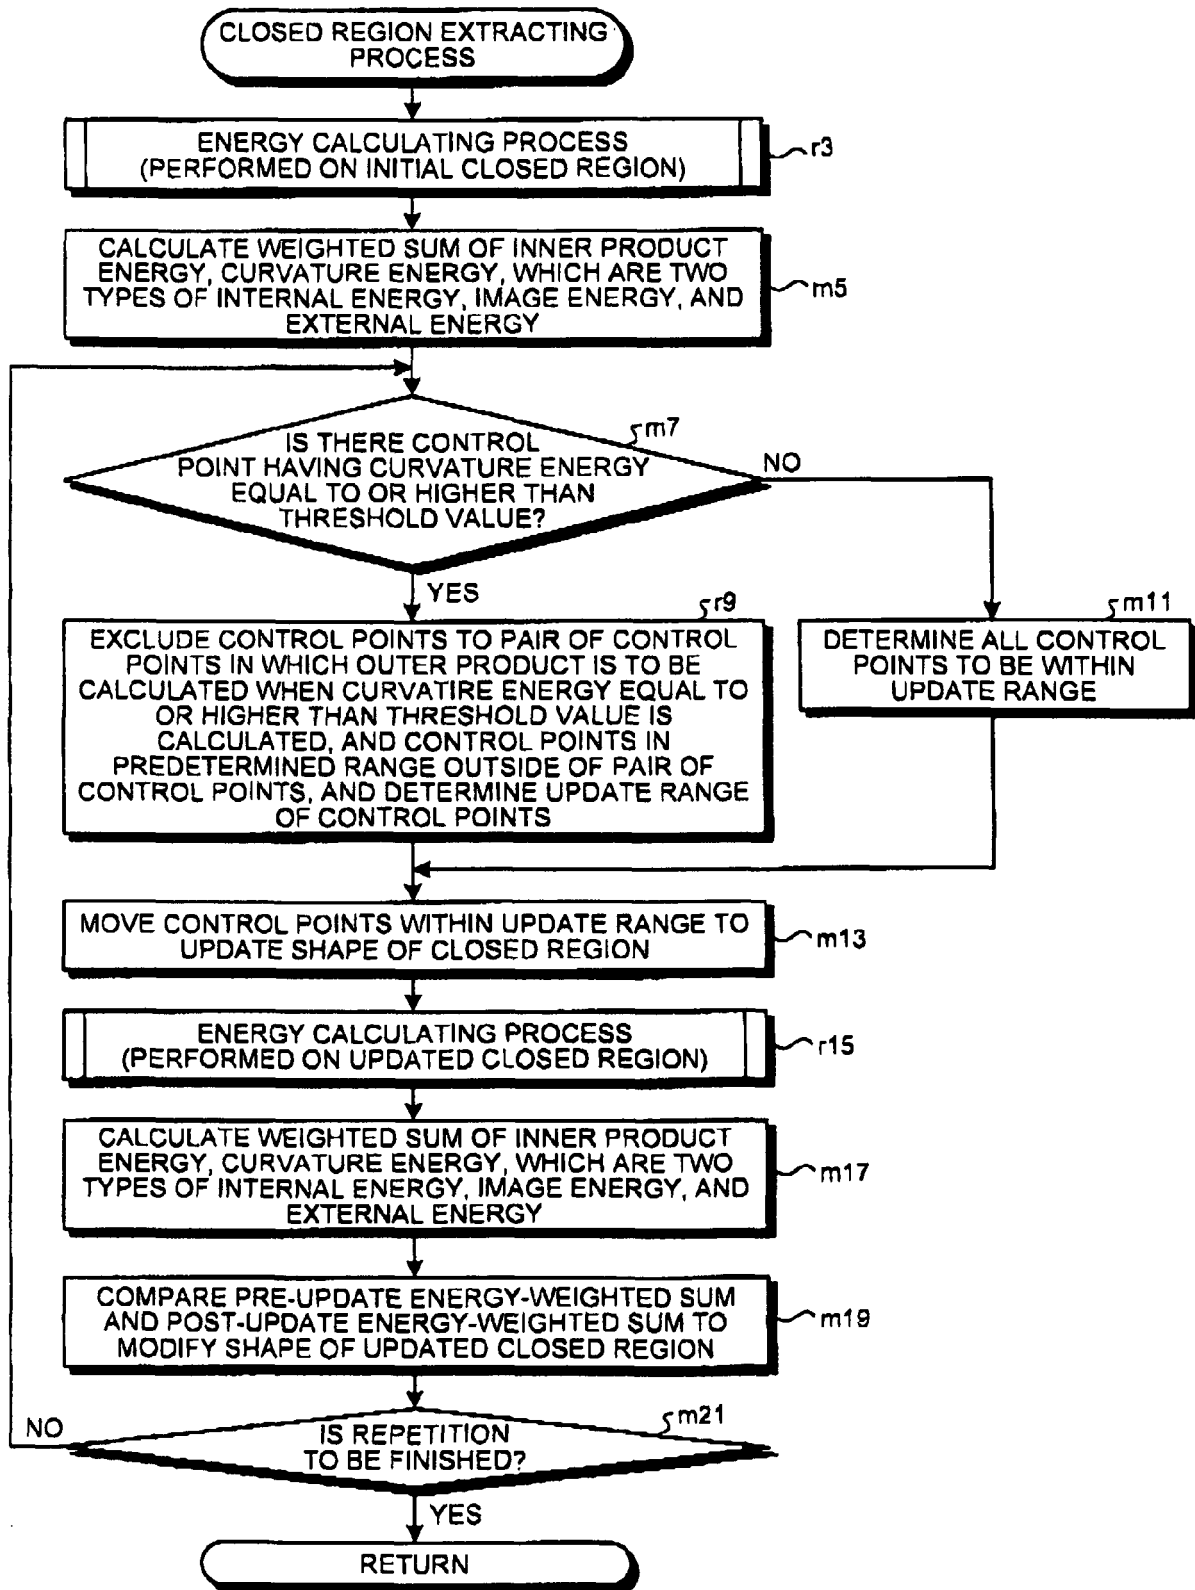 CLOSED REGION EXTRACTING
PROCESS
ENERGY CALCULATING PROCESS
(PERFORMED ON INITIAL CLOSED REGION)
r3
CALCULATE WEIGHTED SUM OF INNER PRODUCT
ENERGY, CURVATURE ENERGY, WHICH ARE TWO
TYPES OF INTERNAL ENERGY, IMAGE ENERGY, AND
EXTERNAL ENERGY
m5
m7
IS THERE CONTROL
POINT HAVING CURVATURE ENERGY
EQUAL TO OR HIGHER THAN
THRESHOLD VALUE?
NO
YES
r9
EXCLUDE CONTROL POINTS TO PAIR OF CONTROL
POINTS IN WHICH OUTER PRODUCT IS TO BE
CALCULATED WHEN CURVATIRE ENERGY EQUAL TO
OR HIGHER THAN THRESHOLD VALUE IS
CALCULATED, AND CONTROL POINTS IN
PREDETERMINED RANGE OUTSIDE OF PAIR OF
CONTROL POINTS, AND DETERMINE UPDATE RANGE
OF CONTROL POINTS
m11
DETERMINE ALL CONTROL
POINTS TO BE WITHIN
UPDATE RANGE
MOVE CONTROL POINTS WITHIN UPDATE RANGE TO
UPDATE SHAPE OF CLOSED REGION
m13
ENERGY CALCULATING PROCESS
(PERFORMED ON UPDATED CLOSED REGION)
r15
CALCULATE WEIGHTED SUM OF INNER PRODUCT
ENERGY, CURVATURE ENERGY, WHICH ARE TWO
TYPES OF INTERNAL ENERGY, IMAGE ENERGY, AND
EXTERNAL ENERGY
m17
COMPARE PRE-UPDATE ENERGY-WEIGHTED SUM
AND POST-UPDATE ENERGY-WEIGHTED SUM TO
MODIFY SHAPE OF UPDATED CLOSED REGION
m19
m21
NO
IS REPETITION
TO BE FINISHED?
YES
RETURN